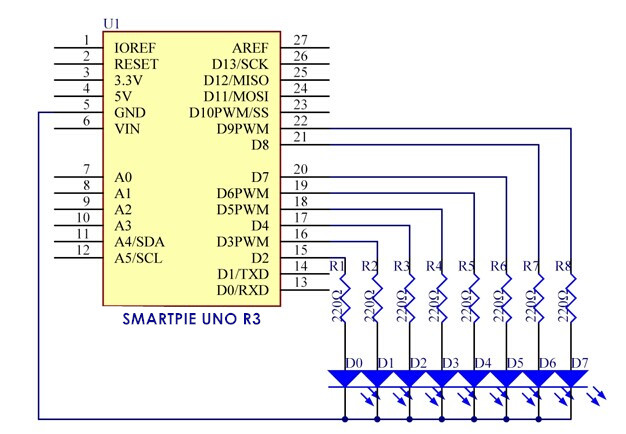 U1
1 IOREF AREF 27
2 RESET D13/SCK 26
3 3.3V D12/MISO 25
4 5V D11/MOSI 24
5 GND D10PWM/SS 23
6 VIN D9PWM 22
D8 21
7 A0 D7 20
8 A1 D6PWM 19
9 A2 D5PWM 18
10 A3 D4 17
11 A4/SDA D3PWM 16
12 A5/SCL D2 15
D1/TXD 14
D0/RXD 13
SMARTPIE UNO R3
R1 R2 R3 R4 R5 R6 R7 R8
220Ω 220Ω 220Ω 220Ω 220Ω 220Ω 220Ω 220Ω
D0 D1 D2 D3 D4 D5 D6 D7